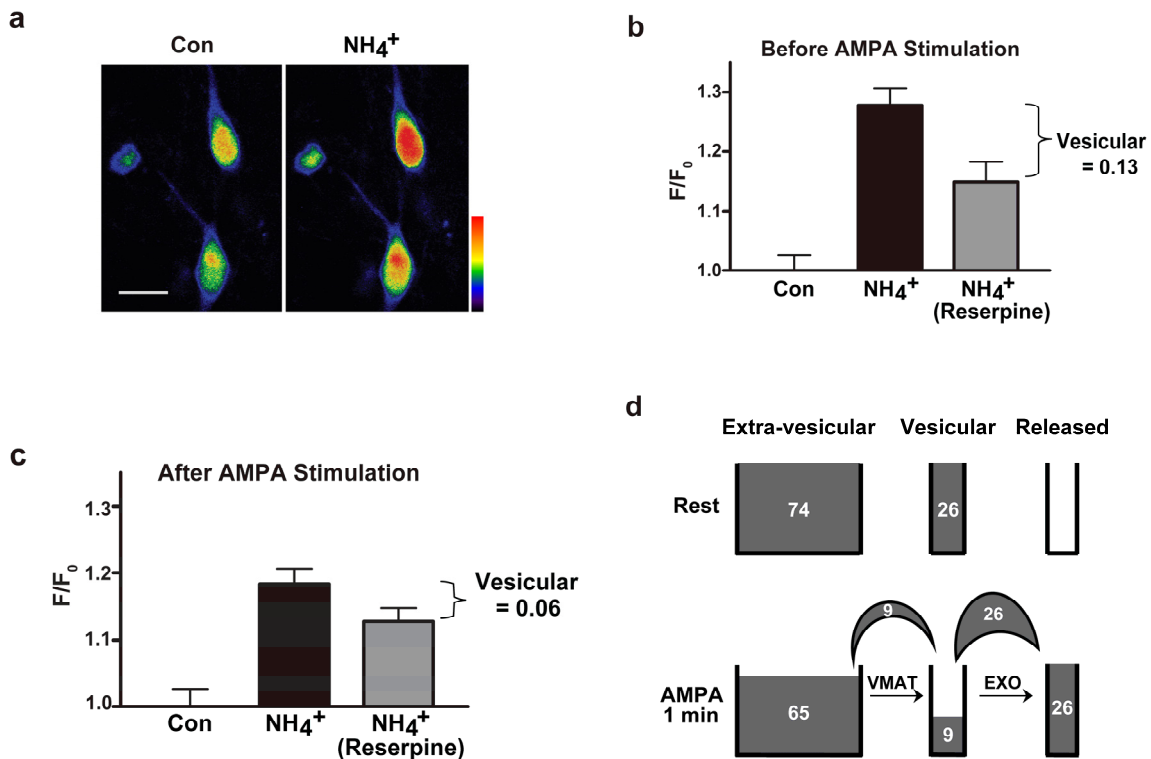 a
Con
NH4+
b
Before AMPA Stimulation
F/F0
1.3
1.2
1.1
1.0
Con
NH4+
NH4+
(Reserpine)
Vesicular
= 0.13
c
After AMPA Stimulation
F/F0
1.3
1.2
1.1
1.0
Con
NH4+
NH4+
(Reserpine)
Vesicular
= 0.06
d
Extra-vesicular
Vesicular
Released
Rest
74
26
9
26
AMPA
1 min
65
VMAT
9
EXO
26